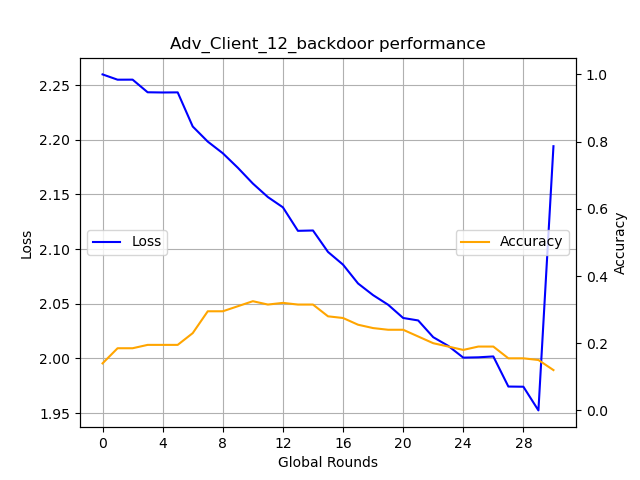 Adv_Client_12_backdoor performance
2.25
2.20
2.15
2.10
2.05
2.00
1.95
Loss
Loss
Accuracy
1.0
0.8
0.6
0.4
0.2
0.0
Accuracy
0 4 8 12 16 20 24 28
Global Rounds